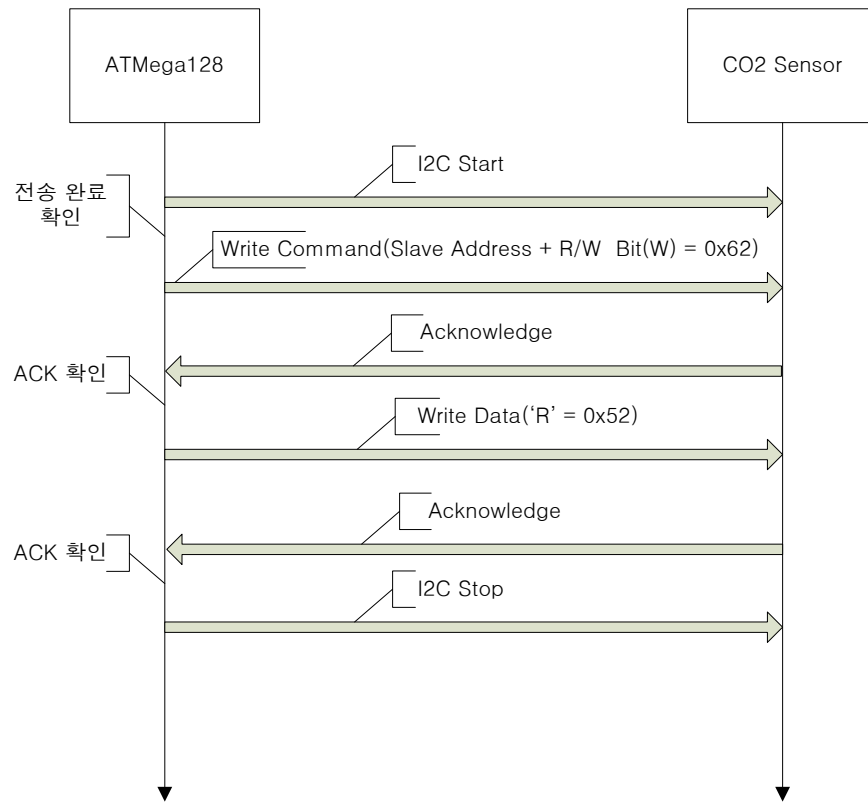 ATMega128
CO2 Sensor
I2C Start
전송 완료
확인
Write Command(Slave Address + R/W  Bit(W) = 0x62)
Acknowledge
ACK 확인
Write Data(‘R’ = 0x52)
Acknowledge
ACK 확인
I2C Stop